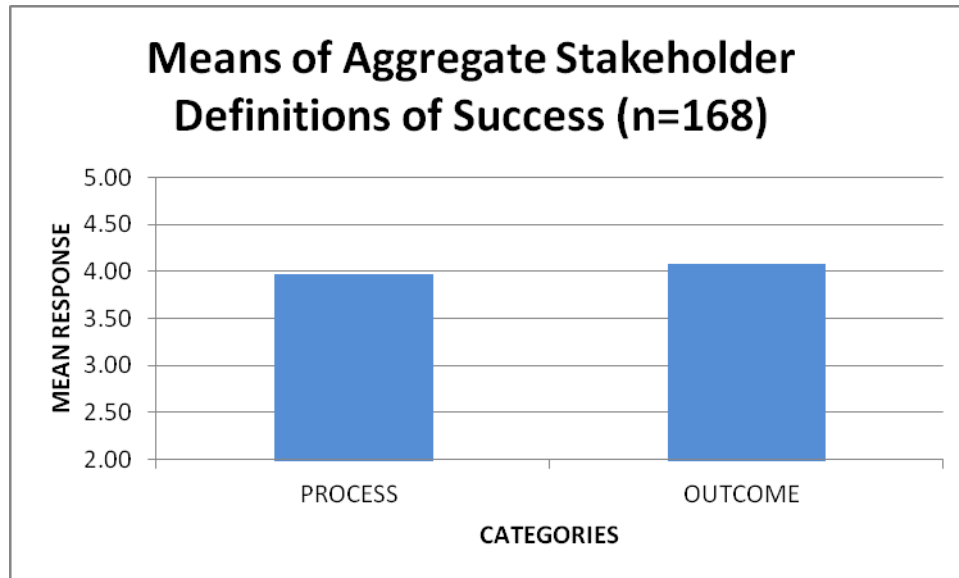 Means of Aggregate Stakeholder
Definitions of Success (n=168)
5.00
4.50
4.00
3.50
3.00
2.50
2.00
MEAN RESPONSE
PROCESS
OUTCOME
CATEGORIES